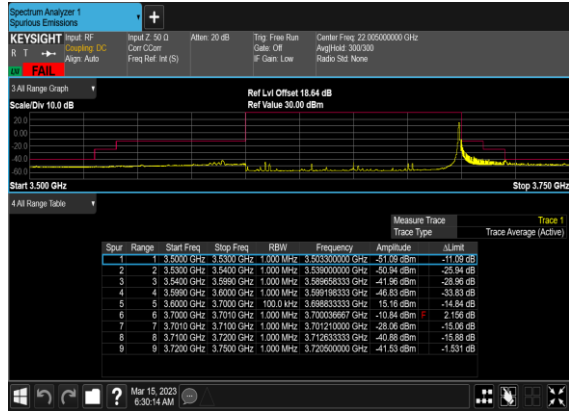 Spectrum Analyzer 1
Spurious Emissions
KEYSIGHT Input: RF Input Z: 50 Ω Atten: 20 dB Trig: Free Run Center Freq: 22.005000000 GHz
R T Coupling: DC Corr CCorr Gate: Off Avg|Hold: 300/300
Align: Auto Freq Ref: Int (S) IF Gain: Low Radio Std: None
LV FAIL
3 All Range Graph Ref Lvl Offset 18.64 dB
Scale/Div 10.0 dB Ref Value 30.00 dBm
20.0
0.00
-20.0
-40.0
-60.0
Start 3.500 GHz Stop 3.750 GHz
4 All Range Table
Measure Trace Trace 1
Trace Type Trace Average (Active)
Spur Range Start Freq Stop Freq RBW Frequency Amplitude ΔLimit
1 1 3.5000 GHz 3.5300 GHz 1.000 MHz 3.503300000 GHz -51.09 dBm -11.09 dB
2 2 3.5300 GHz 3.5400 GHz 1.000 MHz 3.539000000 GHz -50.94 dBm -25.94 dB
3 3 3.5400 GHz 3.5990 GHz 1.000 MHz 3.589658333 GHz -41.96 dBm -28.96 dB
4 4 3.5990 GHz 3.6000 GHz 1.000 MHz 3.599198333 GHz -46.83 dBm -33.83 dB
5 5 3.6000 GHz 3.7000 GHz 100.0 kHz 3.698833333 GHz 15.16 dBm -14.84 dB
6 6 3.7000 GHz 3.7010 GHz 1.000 MHz 3.700036667 GHz -10.84 dBm F 2.156 dB
7 7 3.7010 GHz 3.7100 GHz 1.000 MHz 3.701210000 GHz -28.06 dBm -15.06 dB
8 8 3.7100 GHz 3.7200 GHz 1.000 MHz 3.712633333 GHz -40.88 dBm -15.88 dB
9 9 3.7200 GHz 3.7500 GHz 1.000 MHz 3.720500000 GHz -41.53 dBm -1.531 dB
Mar 15, 2023
6:30:14 AM